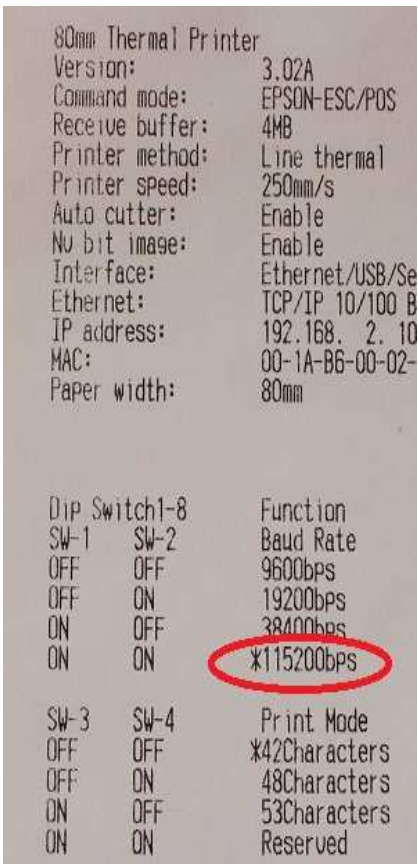 80mm Thermal Printer
Version: 3.02A
Command mode: EPSON-ESC/POS
Receive buffer: 4MB
Printer method: Line thermal
Printer speed: 250mm/s
Auto cutter: Enable
Nv bit image: Enable
Interface: Ethernet/USB/Se
Ethernet: TCP/IP 10/100 B
IP address: 192.168. 2. 10
MAC: 00-1A-B6-00-02-
Paper width: 80mm
Dip Switch1-8 Function
SW-1 SW-2 Baud Rate
OFF OFF 9600bps
OFF ON 19200bps
ON OFF 38400bps
ON ON *115200bps
SW-3 SW-4 Print Mode
OFF OFF *42Characters
OFF ON 48Characters
ON OFF 53Characters
ON ON Reserved